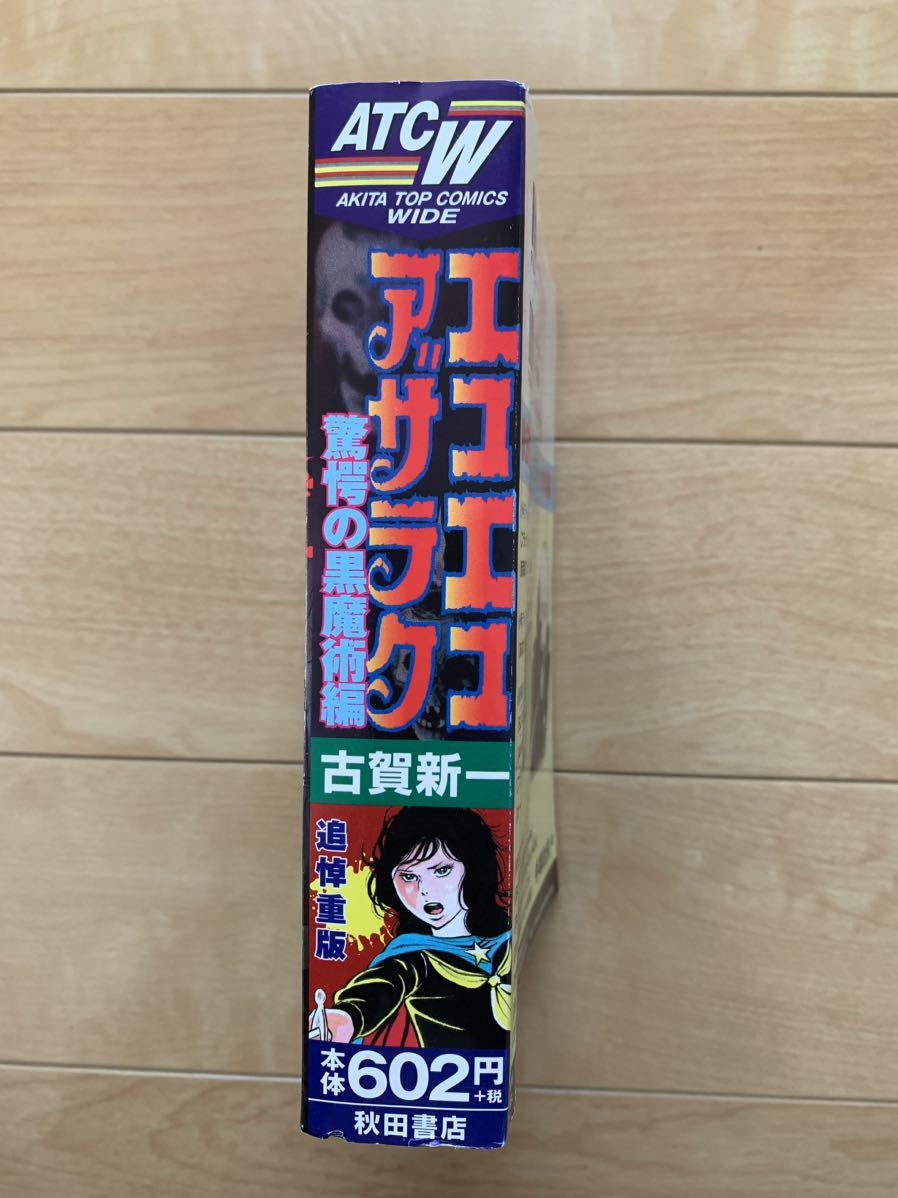 ATCW
AKITA TOP COMICS
WIDE
エコエコ
アザラク
驚愕の黒魔術編
古賀新一
追悼重版
本体602円
+税
秋田書店